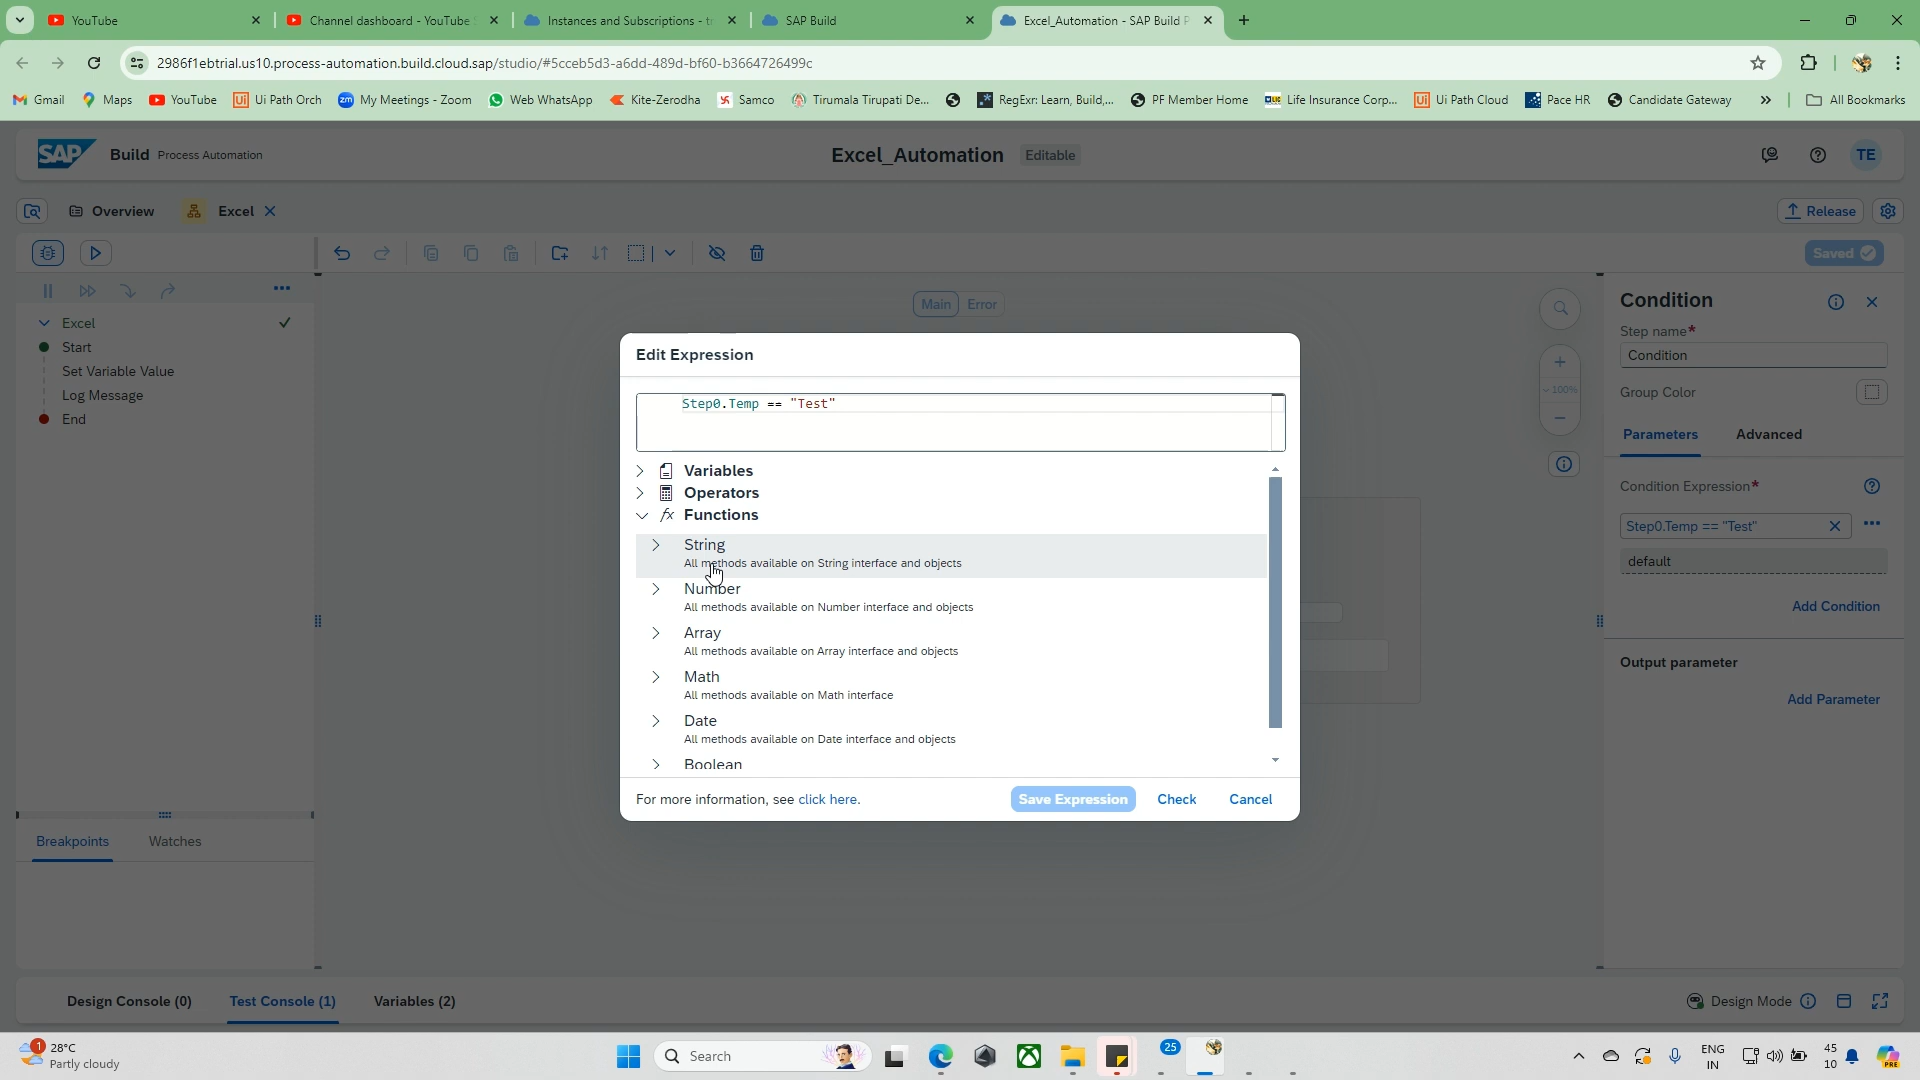 YouTube
Channel dashboard - YouTube S
Instances and Subscriptions - tr
SAP Build
Excel_Automation - SAP Build P
2986f1ebtrial.us10.process-automation.build.cloud.sap/studio/#5cceb5d3-a6dd-489d-bf60-b3664726499c
Gmail
Maps
YouTube
Ui Path Orch
My Meetings - Zoom
Web WhatsApp
Kite-Zerodha
Samco
Tirumala Tirupati De...
RegExr: Learn, Build,...
PF Member Home
Life Insurance Corp...
Ui Path Cloud
Pace HR
Candidate Gateway
All Bookmarks
SAP Build Process Automation
Excel_Automation Editable
TE
Overview
Excel
Release
Saved
Main Error
Excel
Start
Set Variable Value
Log Message
End
Breakpoints Watches
Edit Expression
Step0.Temp == "Test"
Variables
Operators
fx Functions
String
All methods available on String interface and objects
Number
All methods available on Number interface and objects
Array
All methods available on Array interface and objects
Math
All methods available on Math interface
Date
All methods available on Date interface and objects
Boolean
For more information, see click here.
Save Expression Check Cancel
100%
Condition
Step name*
Condition
Group Color
Parameters Advanced
Condition Expression*
Step0.Temp == "Test"
default
Add Condition
Output parameter
Add Parameter
Design Console (0) Test Console (1) Variables (2)
Design Mode
1
28°C
Partly cloudy
Search
25
ENG
IN
45
10
PRE